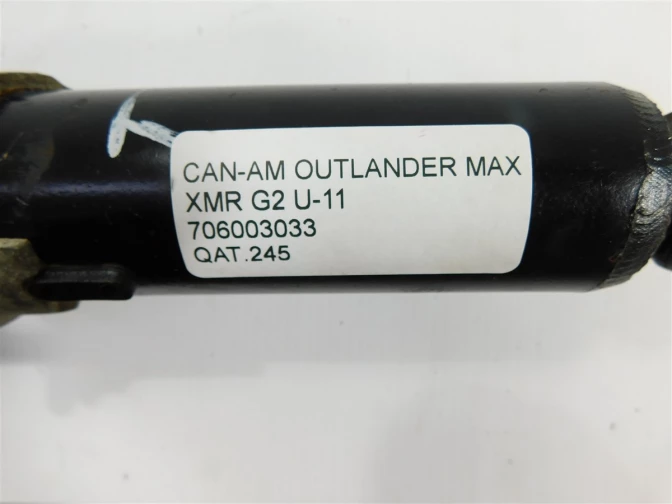 CAN-AM OUTLANDER MAX
XMR G2 U-11
706003033
QAT.245